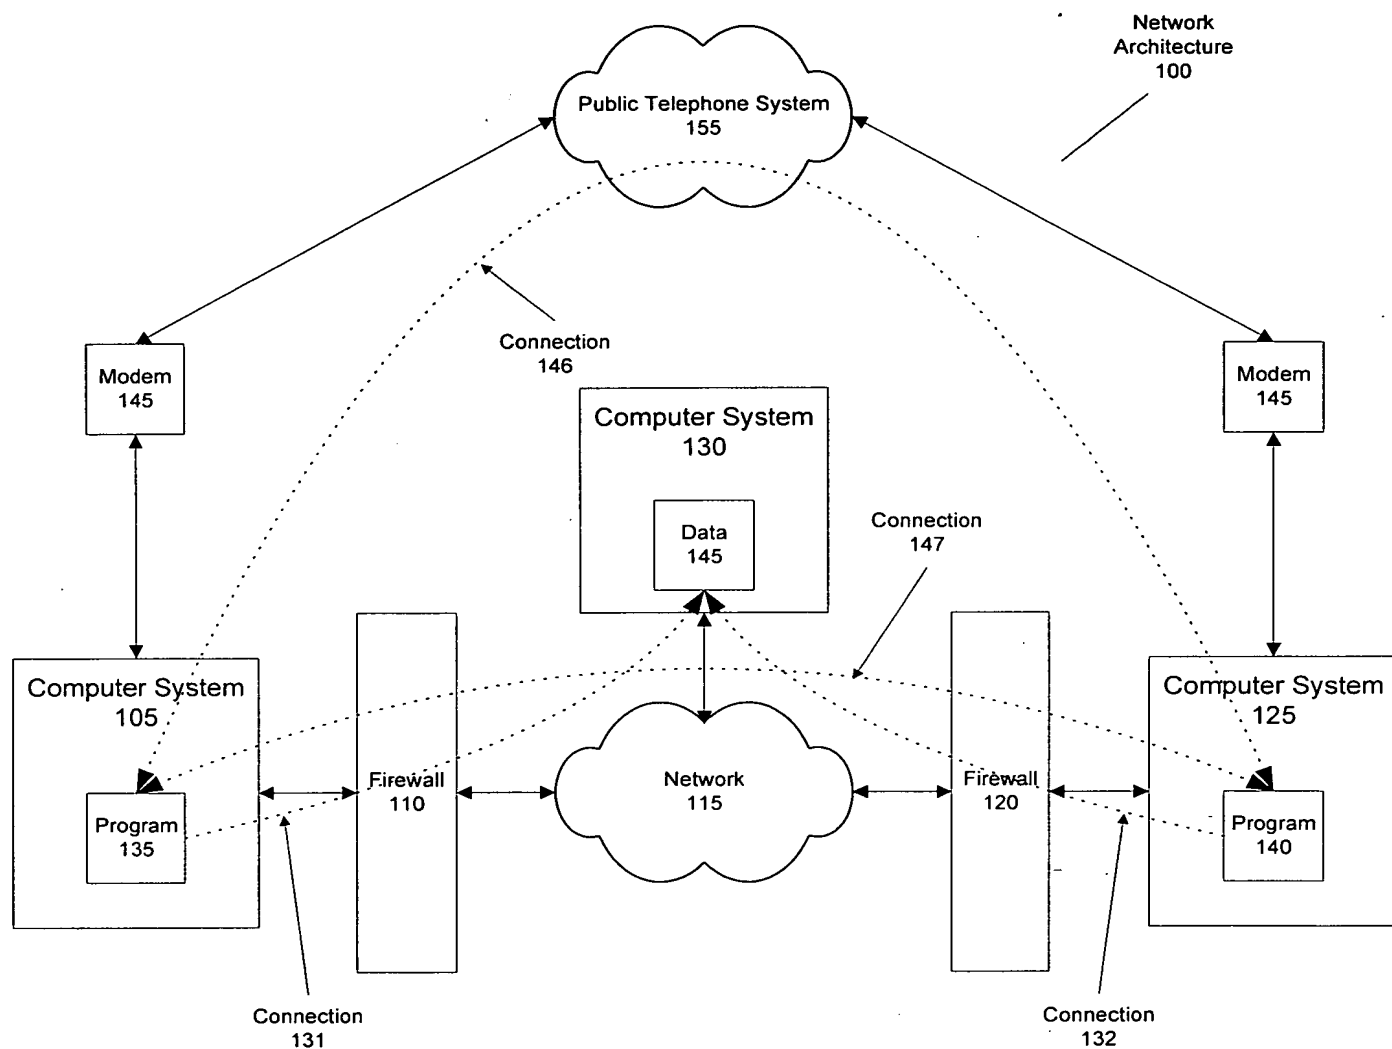 Network
Architecture
100
Public Telephone System
155
Connection
146
Modem
145
Modem
145
Computer System
130
Data
145
Connection
147
Computer System
105
Computer System
125
Firewall
110
Network
115
Firewall
120
Program
135
Program
140
Connection
131
Connection
132